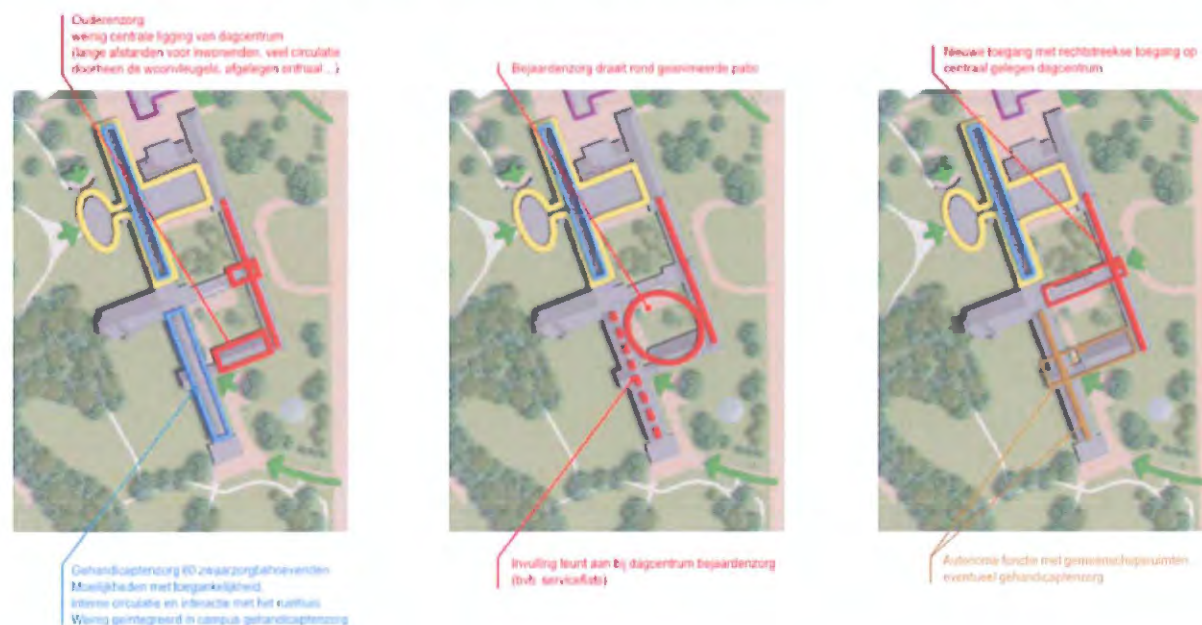 Ouderenzorg
weinig centrale ligging van dagcentrum
(lange afstanden voor inwonenden, veel circulatie
doorheen de woonvleugels, afgelegen onthaal ...)
Bejaardenzorg draait rond geanimeerde patio
Nieuwe toegang met rechtstreekse toegang op
centraal gelegen dagcentrum
Gehandicaptenzorg 60 zwaarzorgbehoevenden
Moeilijkheden met toegankelijkheid,
interne circulatie en interactie met het rusthuis
Weinig geïntegreerd in campus gehandicaptenzorg
Invulling leunt aan bij dagcentrum bejaardenzorg
(bvb. serviceflats)
Autonome functie met gemeenschapsruimten
eventueel gehandicaptenzorg